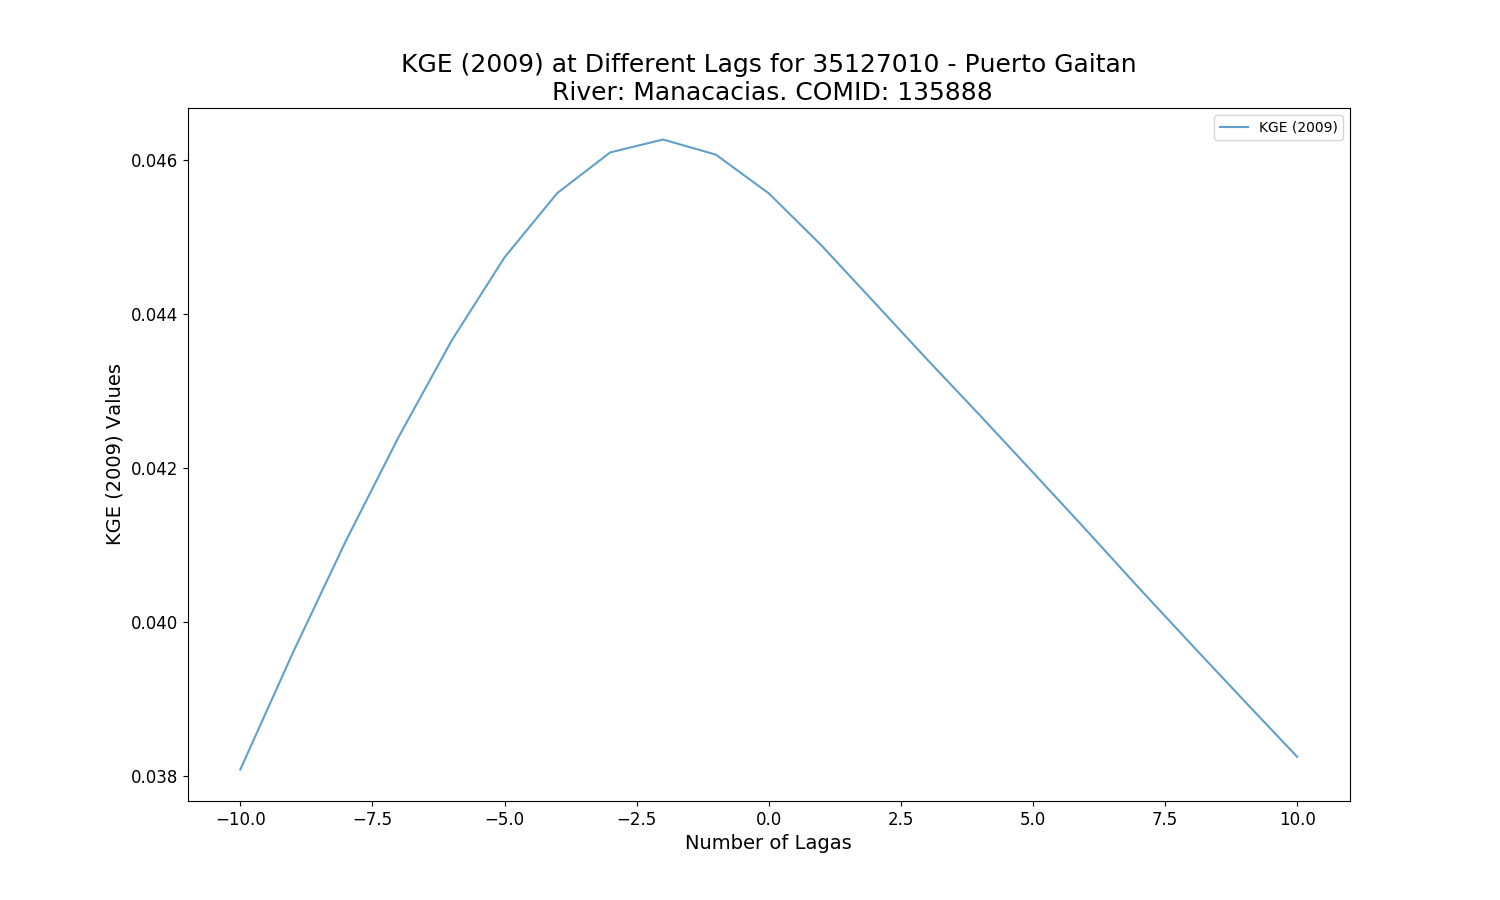 KGE (2009) at Different Lags for 35127010 - Puerto Gaitan
River: Manacacias. COMID: 135888
KGE (2009)
KGE (2009) Values
0.046
0.044
0.042
0.040
0.038
−10.0 −7.5 −5.0 −2.5 0.0 2.5 5.0 7.5 10.0
Number of Lagas